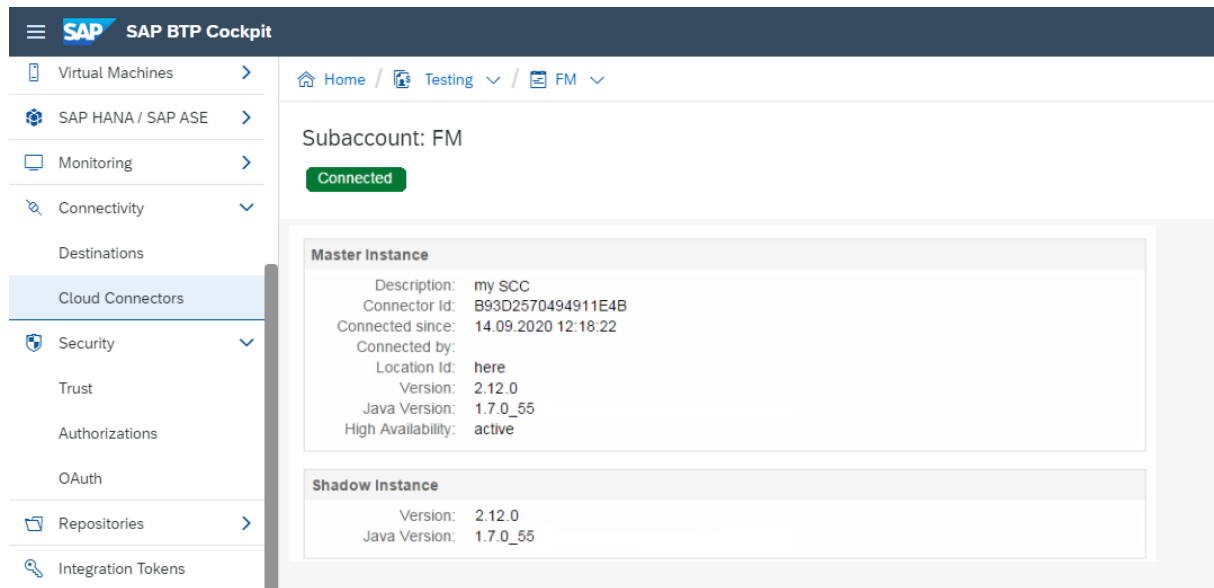 SAP SAP BTP Cockpit
Virtual Machines
SAP HANA / SAP ASE
Monitoring
Connectivity
Destinations
Cloud Connectors
Security
Trust
Authorizations
OAuth
Repositories
Integration Tokens
Home / Testing / FM
Subaccount: FM
Connected
Master Instance
Description: my SCC
Connector Id: B93D2570494911E4B
Connected since: 14.09.2020 12:18:22
Connected by:
Location Id: here
Version: 2.12.0
Java Version: 1.7.0_55
High Availability: active
Shadow Instance
Version: 2.12.0
Java Version: 1.7.0_55